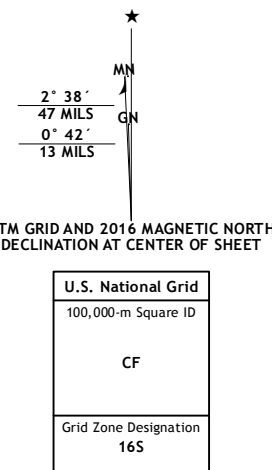 MN
2° 38´
47 MILS
GN
0° 42´
13 MILS
TM GRID AND 2016 MAGNETIC NORTH
DECLINATION AT CENTER OF SHEET
U.S. National Grid
100,000-m Square ID
CF
Grid Zone Designation
16S